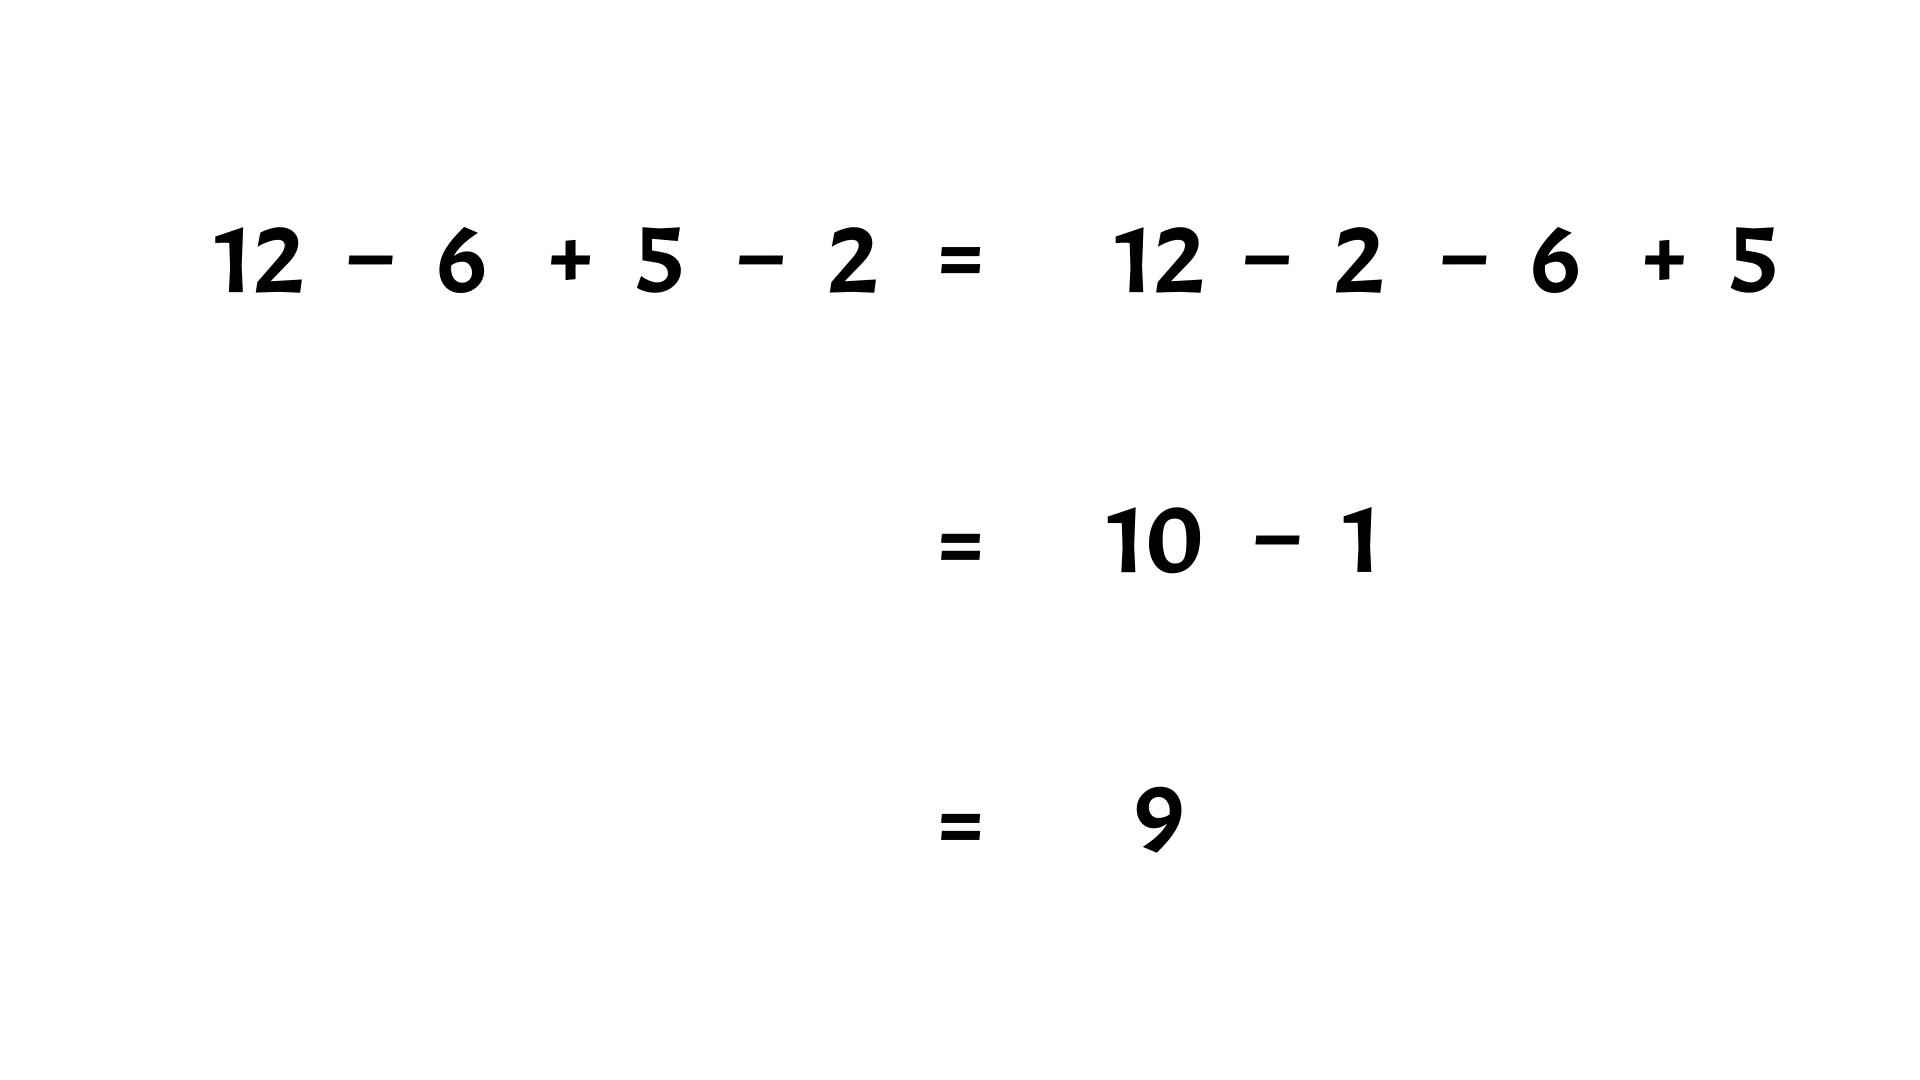 12 – 6 + 5 – 2 = 12 – 2 – 6 + 5
= 10 – 1
= 9